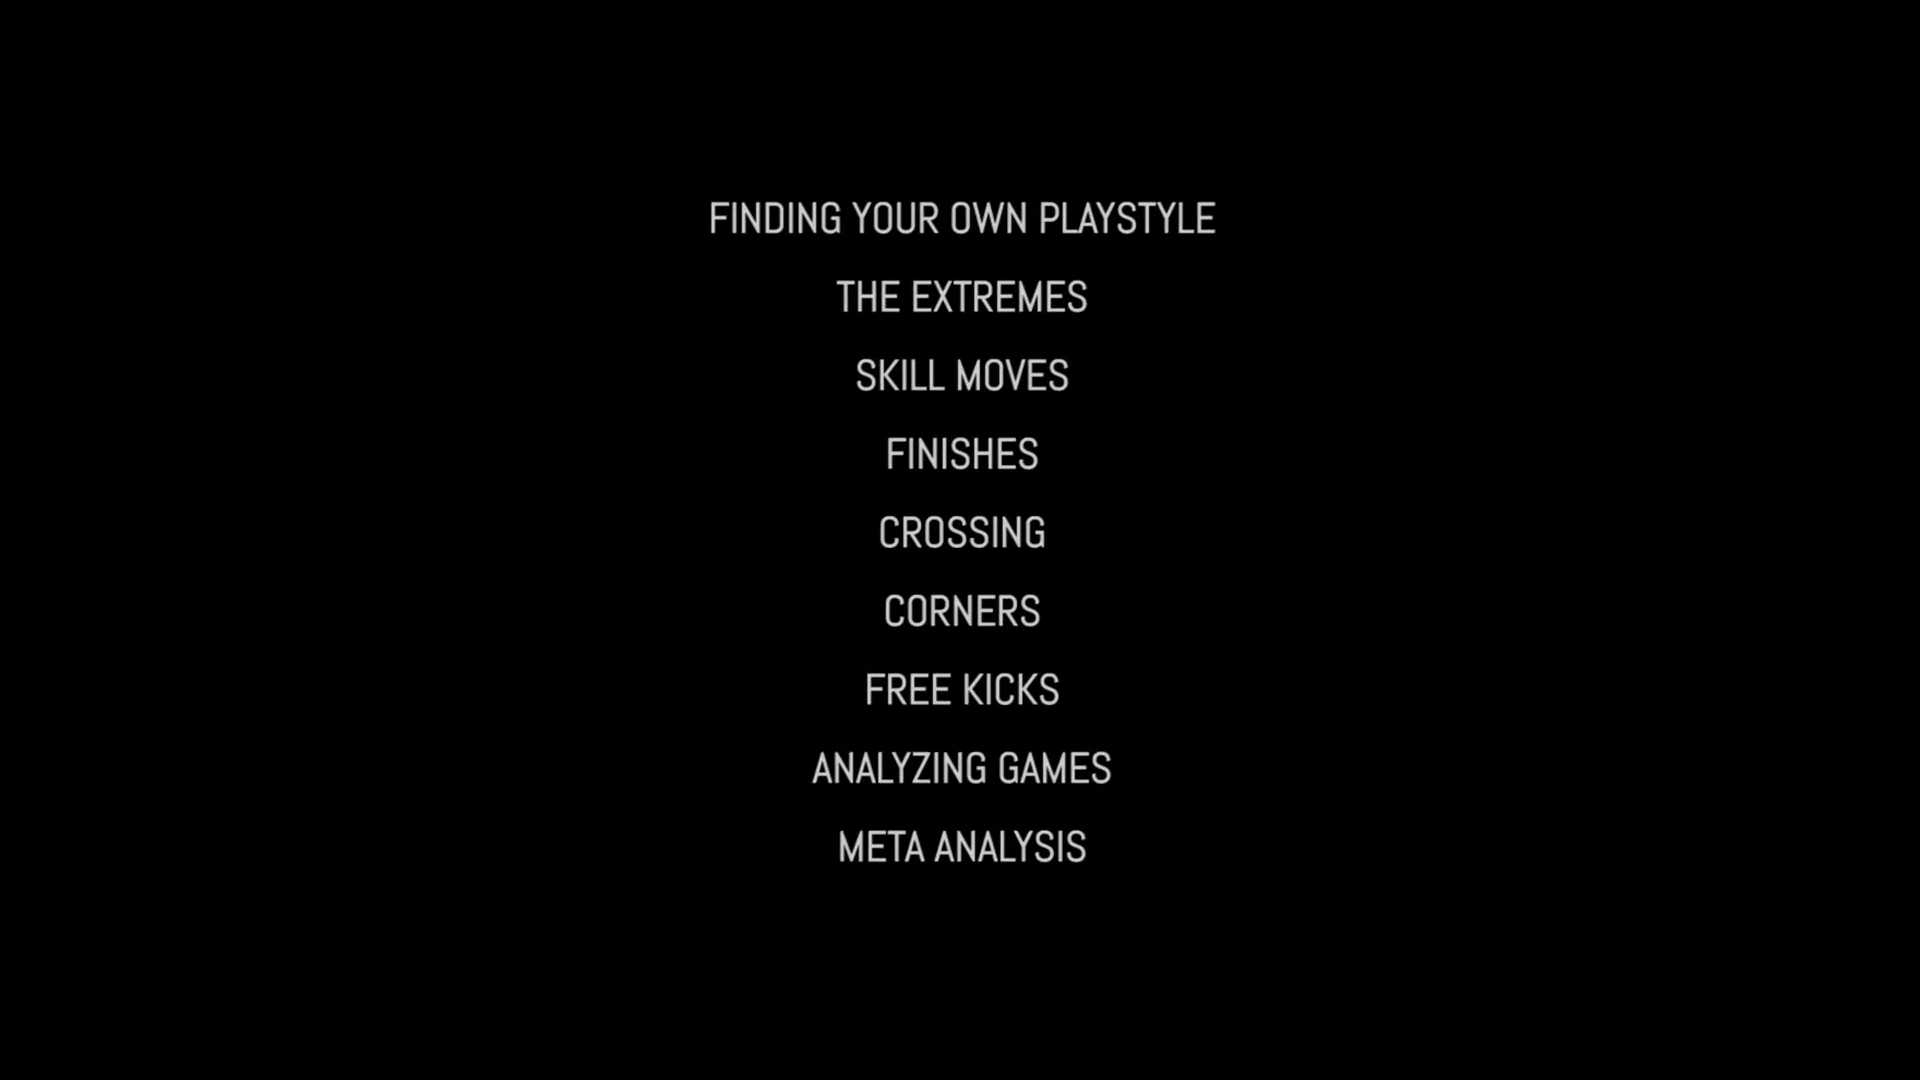 FINDING YOUR OWN PLAYSTYLE
THE EXTREMES
SKILL MOVES
FINISHES
CROSSING
CORNERS
FREE KICKS
ANALYZING GAMES
META ANALYSIS